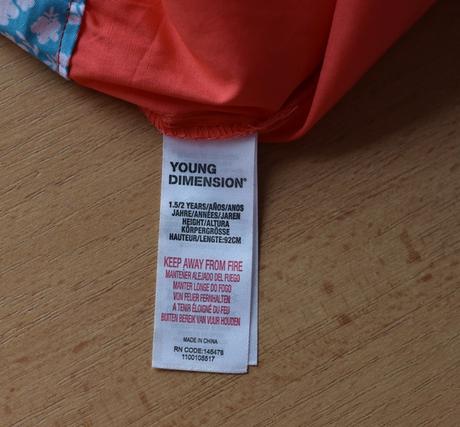 YOUNG
DIMENSION®
1.5/2 YEARS/AÑOS/ANOS
JAHRE/ANNÉES/JAREN
HEIGHT/ALTURA
KÖRPERGRÖSSE
HAUTEUR/LENGTE:92CM
KEEP AWAY FROM FIRE
MANTENER ALEJADO DEL FUEGO
MANTER LONGE DO FOGO
VON FEUER FERNHALTEN
A TENIR ÉLOIGNÉ DU FEU
BUITEN BEREIK VAN VUUR HOUDEN
MADE IN CHINA
RN CODE:145478
1100105517